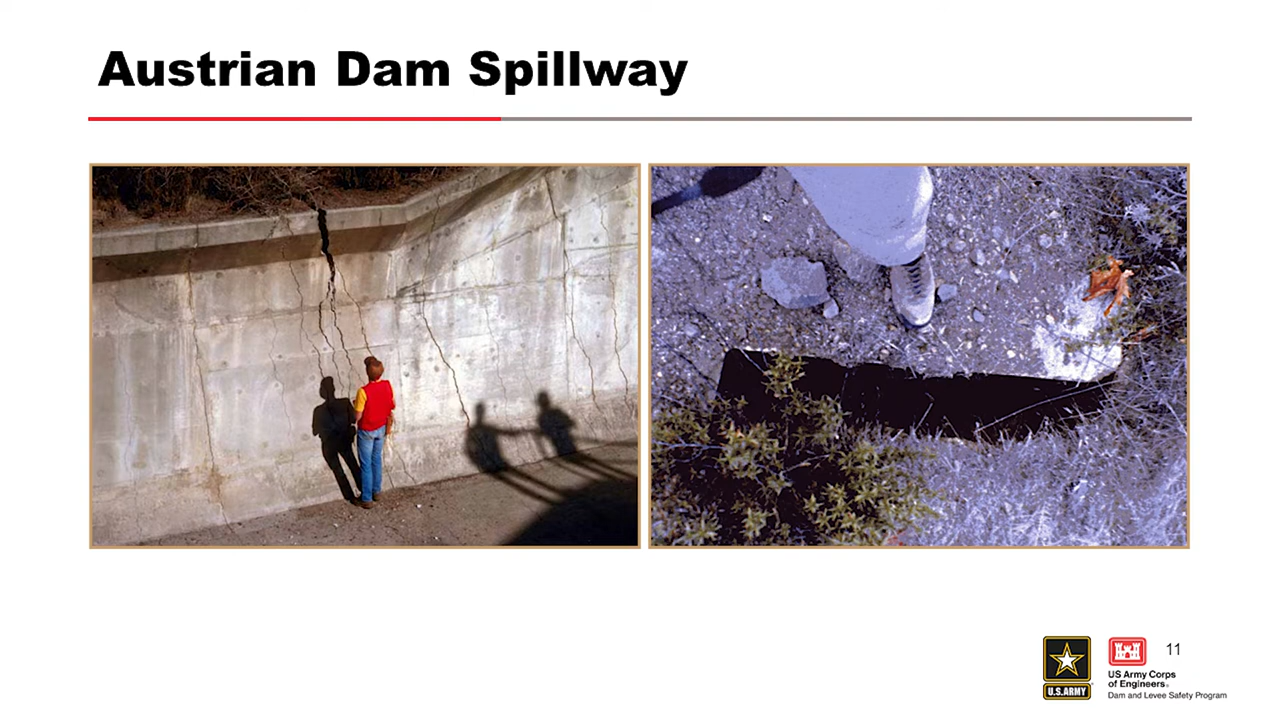 Austrian Dam Spillway
11
U.S.ARMY
US Army Corps
of Engineers®
Dam and Levee Safety Program